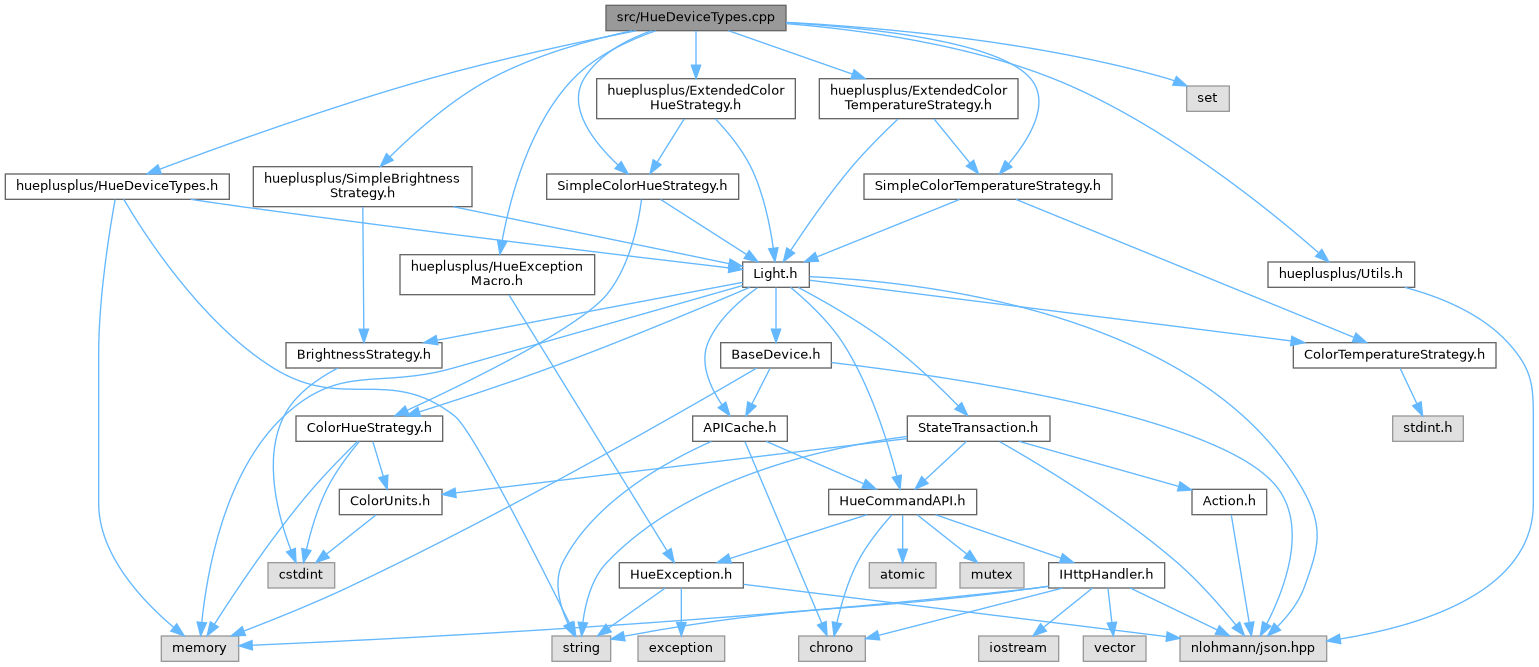 src/HueDeviceTypes.cpp
hueplusplus/ExtendedColor
HueStrategy.h
hueplusplus/ExtendedColor
TemperatureStrategy.h
set
hueplusplus/HueDeviceTypes.h
hueplusplus/SimpleBrightness
Strategy.h
SimpleColorHueStrategy.h
SimpleColorTemperatureStrategy.h
hueplusplus/HueException
Macro.h
Light.h
hueplusplus/Utils.h
BrightnessStrategy.h
BaseDevice.h
ColorTemperatureStrategy.h
ColorHueStrategy.h
APICache.h
StateTransaction.h
stdint.h
ColorUnits.h
HueCommandAPI.h
Action.h
cstdint
HueException.h
atomic
mutex
IHttpHandler.h
memory
string
exception
chrono
iostream
vector
nlohmann/json.hpp